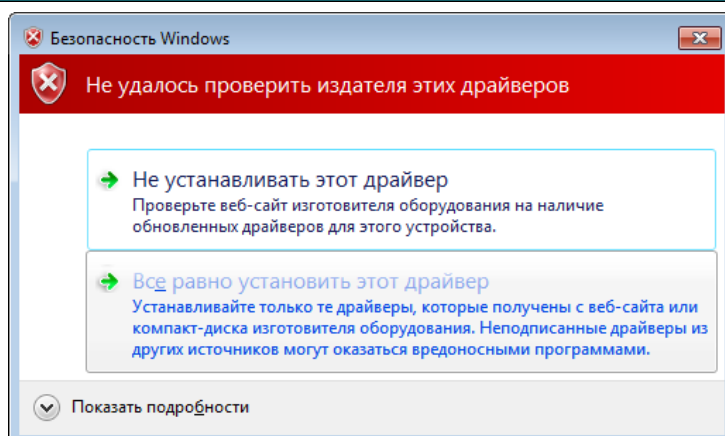 Безопасность Windows
Не удалось проверить издателя этих драйверов
Не устанавливать этот драйвер
Проверьте веб-сайт изготовителя оборудования на наличие
обновленных драйверов для этого устройства.
Все равно установить этот драйвер
Устанавливайте только те драйверы, которые получены с веб-сайта или
компакт-диска изготовителя оборудования. Неподписанные драйверы из
других источников могут оказаться вредоносными программами.
Показать подробности